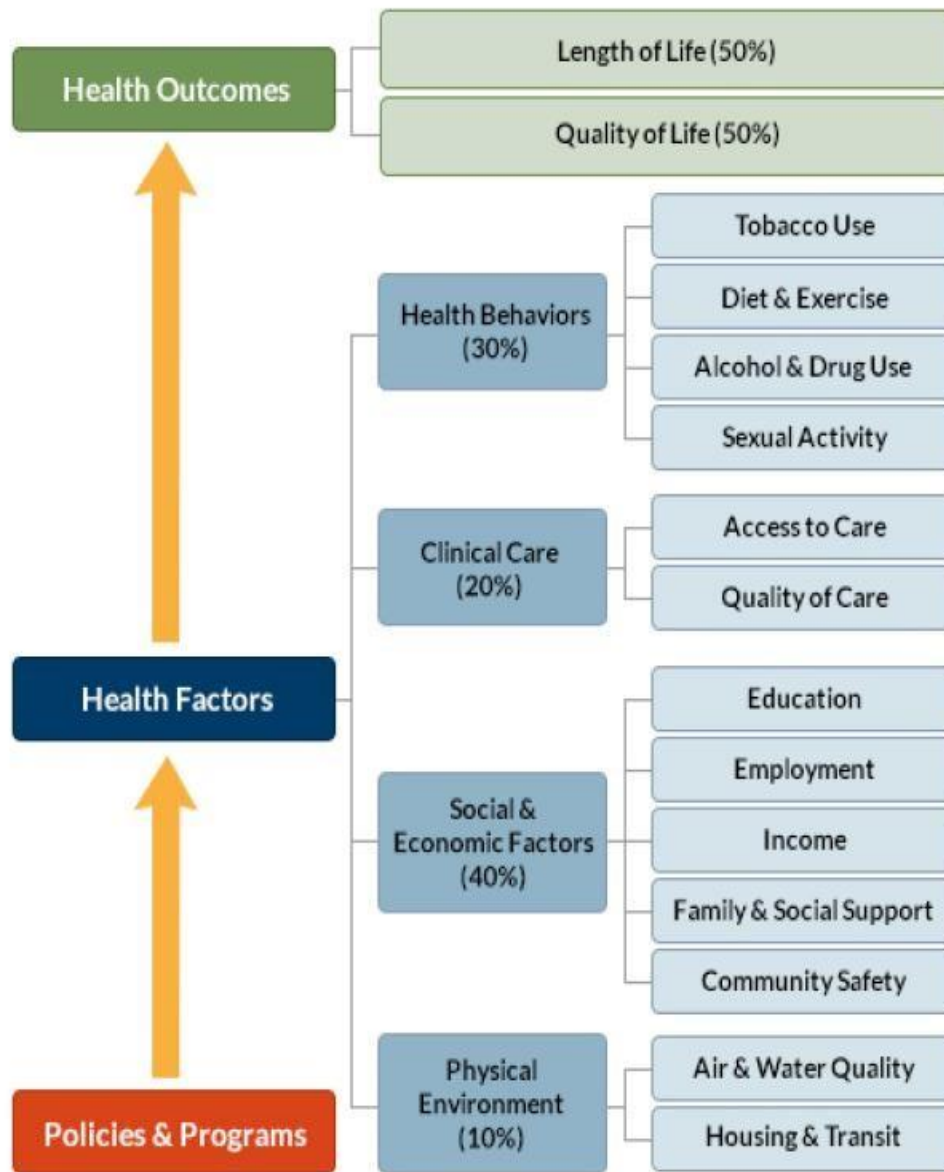 Health Outcomes
Length of Life (50%)
Quality of Life (50%)
Health Factors
Health Behaviors
(30%)
Tobacco Use
Diet & Exercise
Alcohol & Drug Use
Sexual Activity
Clinical Care
(20%)
Access to Care
Quality of Care
Social &
Economic Factors
(40%)
Education
Employment
Income
Family & Social Support
Community Safety
Physical
Environment
(10%)
Air & Water Quality
Housing & Transit
Policies & Programs